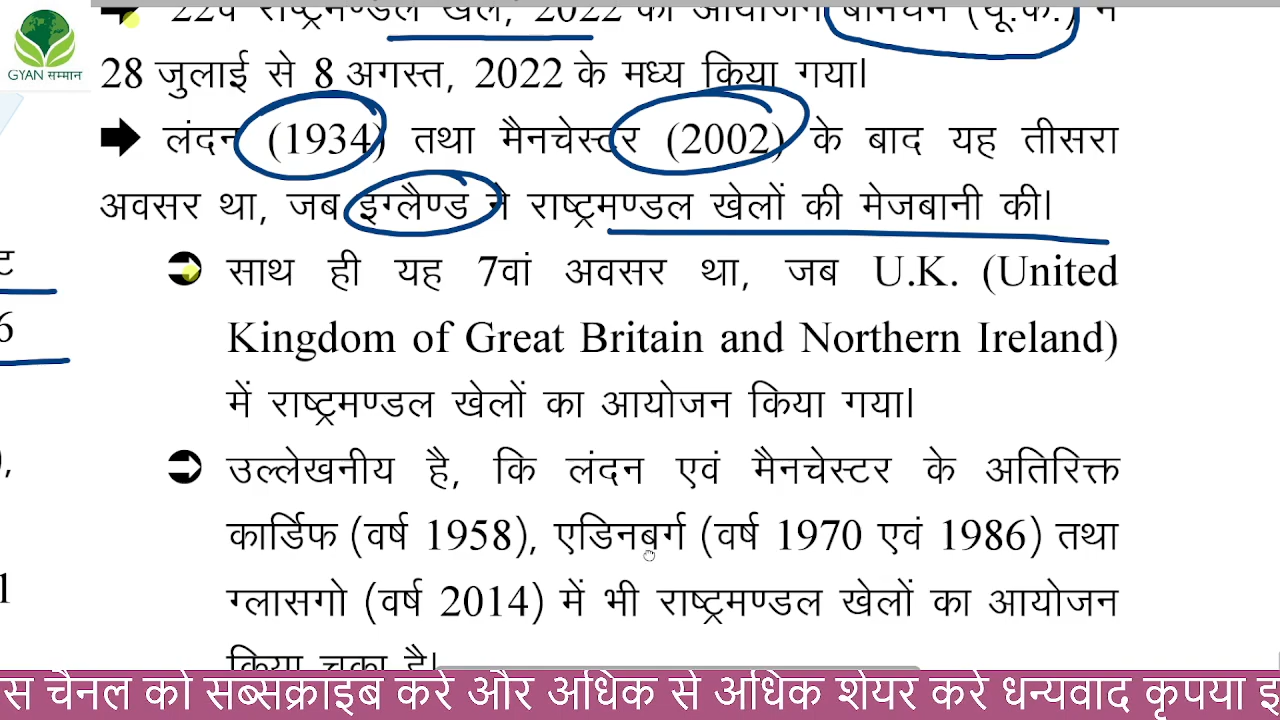 GYAN सम्मान
28 जुलाई से 8 अगस्त, 2022 के मध्य किया गया।
लंदन (1934) तथा मैनचेस्टर (2002) के बाद यह तीसरा
अवसर था, जब इग्लैण्ड ने राष्ट्रमण्डल खेलों की मेजबानी की।
साथ ही यह 7वां अवसर था, जब U.K. (United
Kingdom of Great Britain and Northern Ireland)
में राष्ट्रमण्डल खेलों का आयोजन किया गया।
उल्लेखनीय है, कि लंदन एवं मैनचेस्टर के अतिरिक्त
कार्डिफ (वर्ष 1958), एडिनबर्ग (वर्ष 1970 एवं 1986) तथा
ग्लासगो (वर्ष 2014) में भी राष्ट्रमण्डल खेलों का आयोजन
किया चुका है।
6
1
स चैनल को सब्सक्राइब करे और अधिक से अधिक शेयर करे धन्यवाद कृपया इ